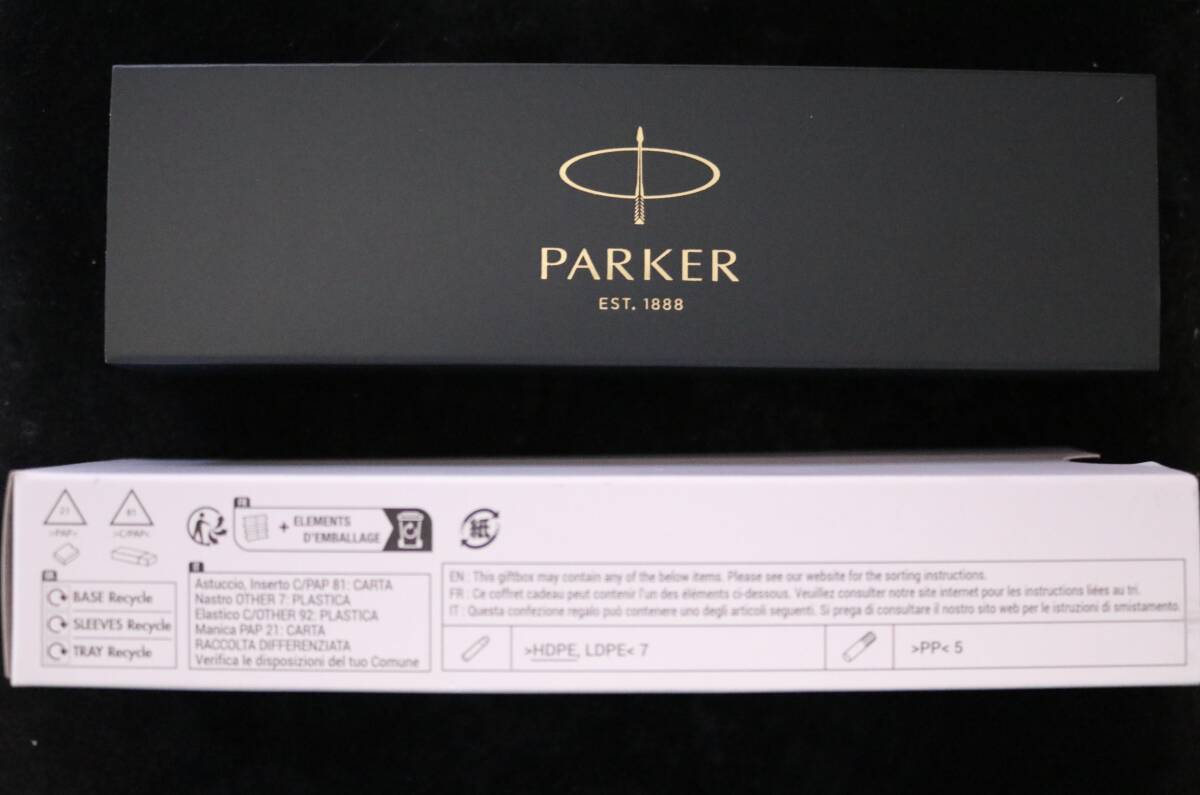 PARKER
EST. 1888
21
81
>PAP<
>C/PAP<
FR
+ ELEMENTS
D'EMBALLAGE
紙
BASE Recycle
SLEEVES Recycle
TRAY Recycle
IT
Astuccio, Inserto C/PAP 81: CARTA
Nastro OTHER 7: PLASTICA
Elastico C/OTHER 92: PLASTICA
Manica PAP 21: CARTA
RACCOLTA DIFFERENZIATA
Verifica le disposizioni del tuo Comune
EN : This giftbox may contain any of the below items. Please see our website for the sorting instructions.
FR : Ce coffret cadeau peut contenir l'un des éléments ci-dessous. Veuillez consulter notre site internet pour les instructions liées au tri.
IT : Questa confezione regalo può contenere uno degli articoli seguenti. Si prega di consultare il nostro sito web per le istruzioni di smistamento.
>HDPE, LDPE< 7
>PP< 5